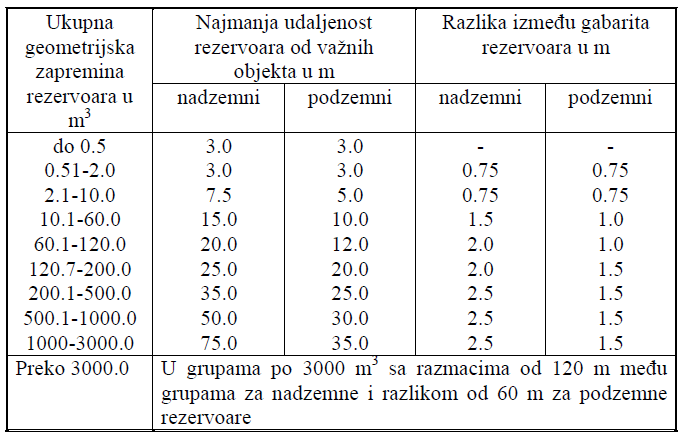 Ukupna geometrijska zapremina rezervoara u m³ | Najmanja udaljenost rezervoara od važnih objekta u m | Razlika između gabarita rezervoara u m
nadzemni | podzemni | nadzemni | podzemni
do 0.5 | 3.0 | 3.0 | - | -
0.51-2.0 | 3.0 | 3.0 | 0.75 | 0.75
2.1-10.0 | 7.5 | 5.0 | 0.75 | 0.75
10.1-60.0 | 15.0 | 10.0 | 1.5 | 1.0
60.1-120.0 | 20.0 | 12.0 | 2.0 | 1.0
120.7-200.0 | 25.0 | 20.0 | 2.0 | 1.5
200.1-500.0 | 35.0 | 25.0 | 2.5 | 1.5
500.1-1000.0 | 50.0 | 30.0 | 2.5 | 1.5
1000-3000.0 | 75.0 | 35.0 | 2.5 | 1.5
Preko 3000.0 | U grupama po 3000 m³ sa razmacima od 120 m među
grupama za nadzemne i razlikom od 60 m za podzemne
rezervoare